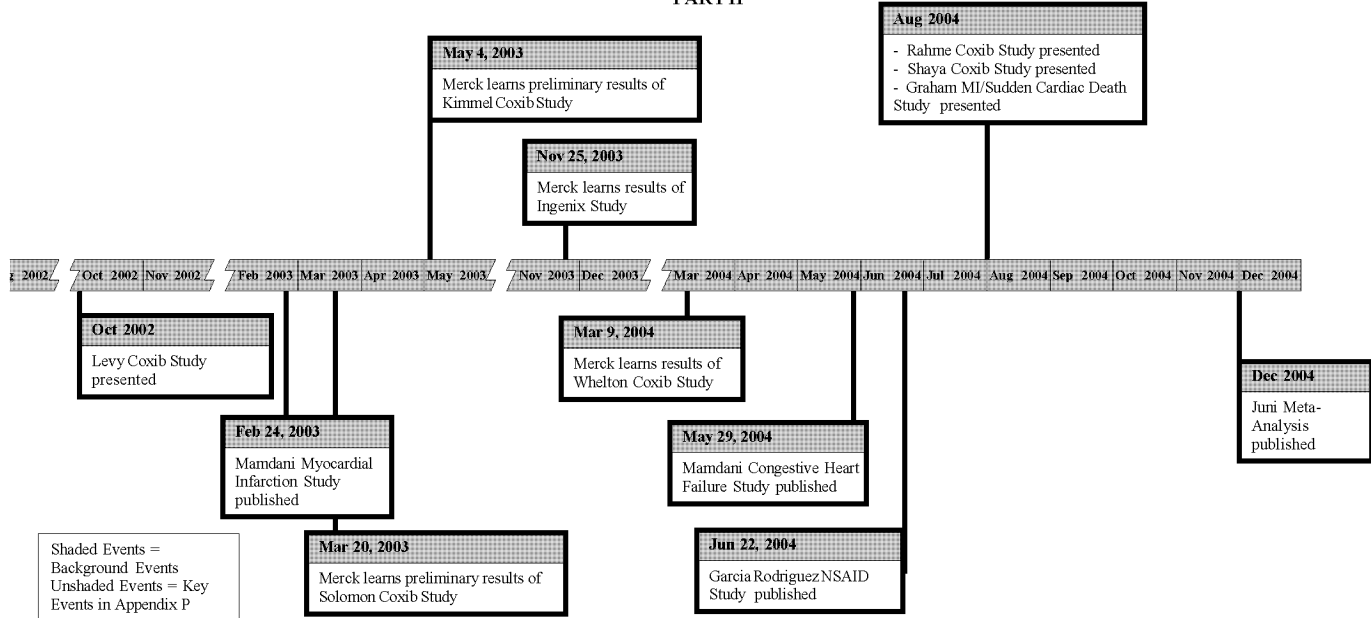 PART II
Aug 2004
- Rahme Coxib Study presented
- Shaya Coxib Study presented
- Graham MI/Sudden Cardiac Death
Study presented
May 4, 2003
Merck learns preliminary results of
Kimmel Coxib Study
Nov 25, 2003
Merck learns results of
Ingenix Study
2002
Oct 2002
Nov 2002
Feb 2003
Mar 2003
Apr 2003
May 2003
Nov 2003
Dec 2003
Mar 2004
Apr 2004
May 2004
Jun 2004
Jul 2004
Aug 2004
Sep 2004
Oct 2004
Nov 2004
Dec 2004
Oct 2002
Levy Coxib Study
presented
Mar 9, 2004
Merck learns results of
Whelton Coxib Study
Dec 2004
Juni Meta-
Analysis
published
Feb 24, 2003
Mamdani Myocardial
Infarction Study
published
May 29, 2004
Mamdani Congestive Heart
Failure Study published
Mar 20, 2003
Merck learns preliminary results of
Solomon Coxib Study
Jun 22, 2004
Garcia Rodriguez NSAID
Study published
Shaded Events =
Background Events
Unshaded Events = Key
Events in Appendix P